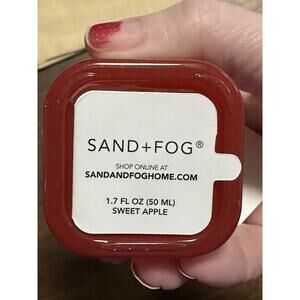 SAND+FOG®
SHOP ONLINE AT
SANDANDFOGHOME.COM
1.7 FL OZ (50 ML)
SWEET APPLE